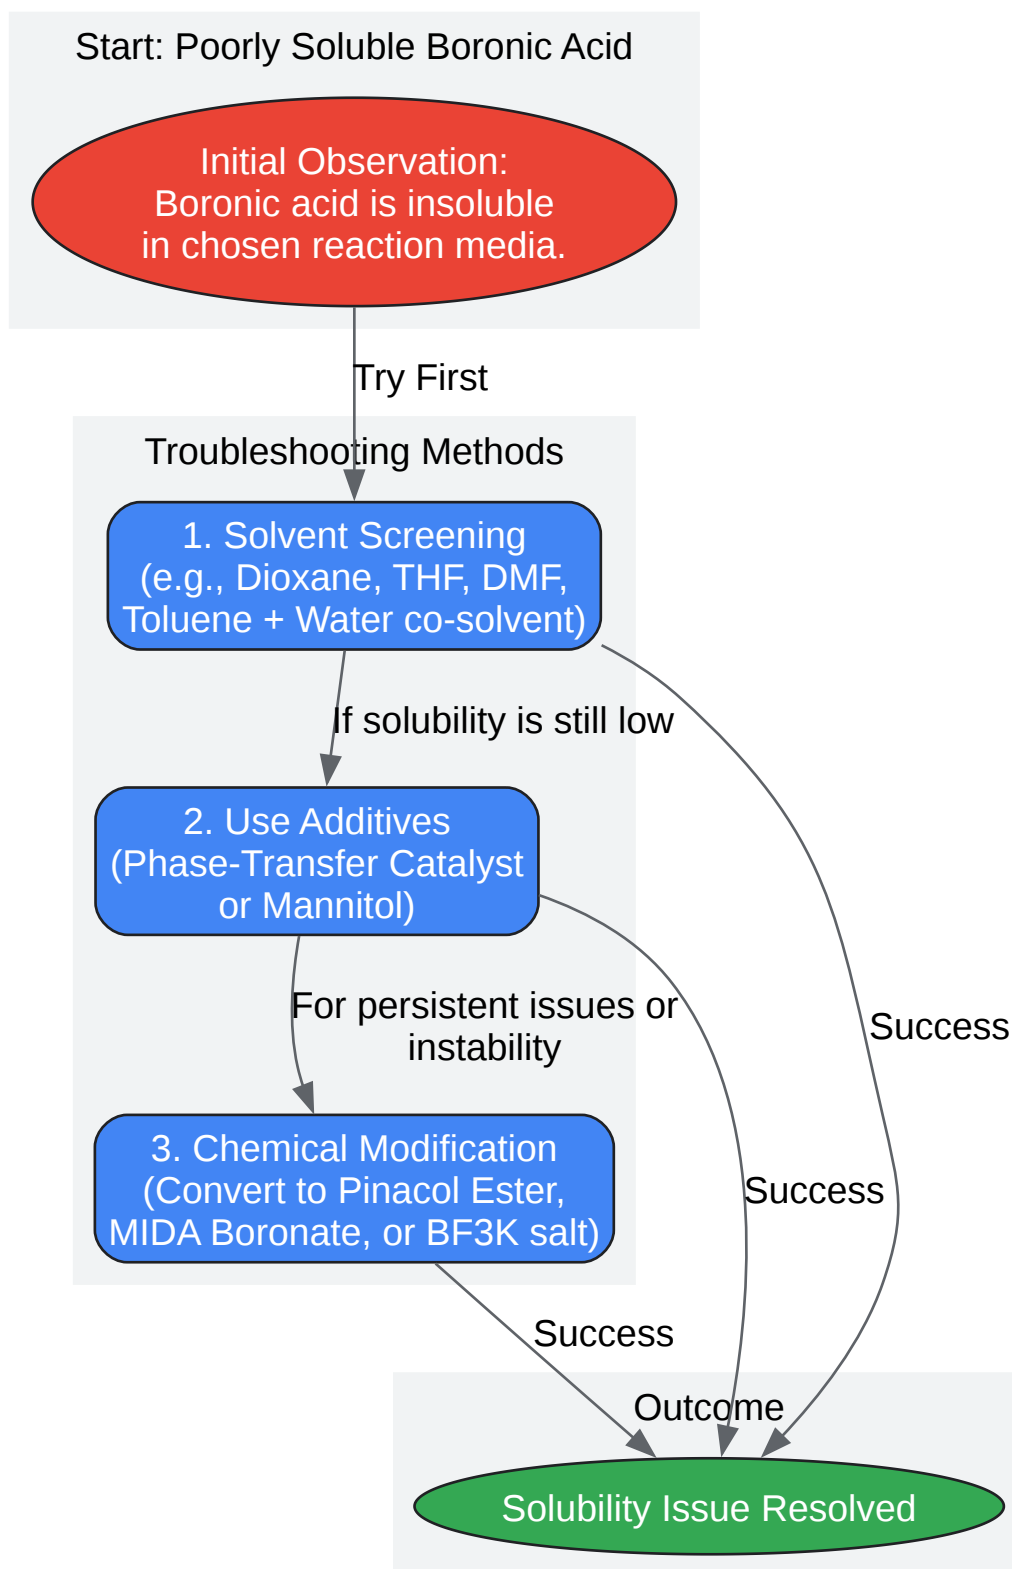 Start: Poorly Soluble Boronic Acid
Initial Observation:
Boronic acid is insoluble
in chosen reaction media.
Try First
Troubleshooting Methods
1. Solvent Screening
(e.g., Dioxane, THF, DMF,
Toluene + Water co-solvent)
If solubility is still low
2. Use Additives
(Phase-Transfer Catalyst
or Mannitol)
For persistent issues or
instability
Success
3. Chemical Modification
(Convert to Pinacol Ester,
MIDA Boronate, or BF3K salt)
Success
Success
Outcome
Solubility Issue Resolved